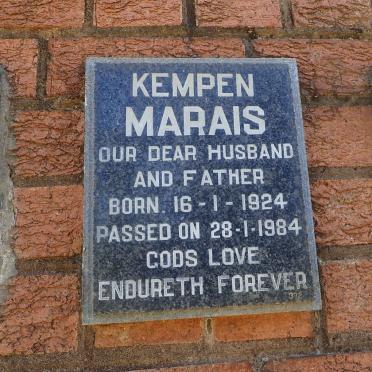 KEMPEN
MARAIS
OUR DEAR HUSBAND
AND FATHER
BORN. 16-1-1924
PASSED ON 28-1-1984
GODS LOVE
ENDURETH FOREVER